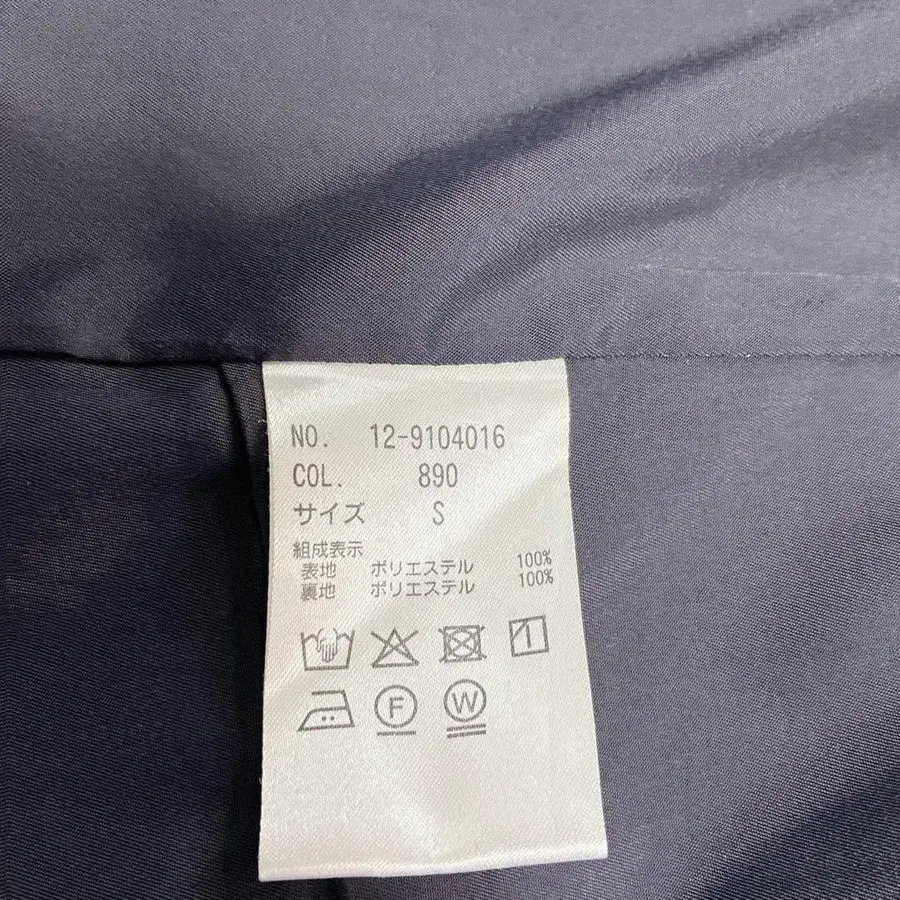 NO. 12-9104016
COL. 890
サイズ S
組成表示
表地 ポリエステル 100%
裏地 ポリエステル 100%
F W